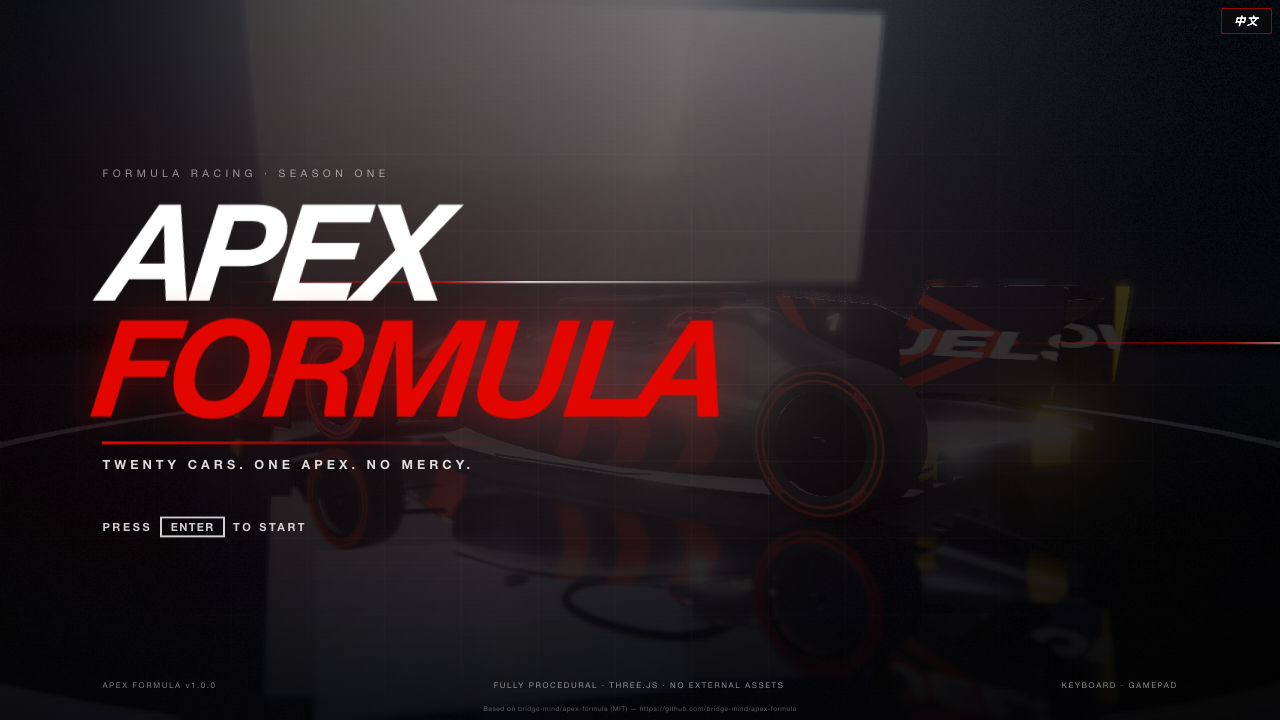 中文
FORMULA RACING · SEASON ONE
APEX
FORMULA
1
TWENTY CARS. ONE APEX. NO MERCY.
PRESS ENTER TO START
APEX FORMULA v1.0.0
FULLY PROCEDURAL · THREE.JS · NO EXTERNAL ASSETS
KEYBOARD · GAMEPAD
Based on bridge-mind/apex-formula (MIT) — https://github.com/bridge-mind/apex-formula